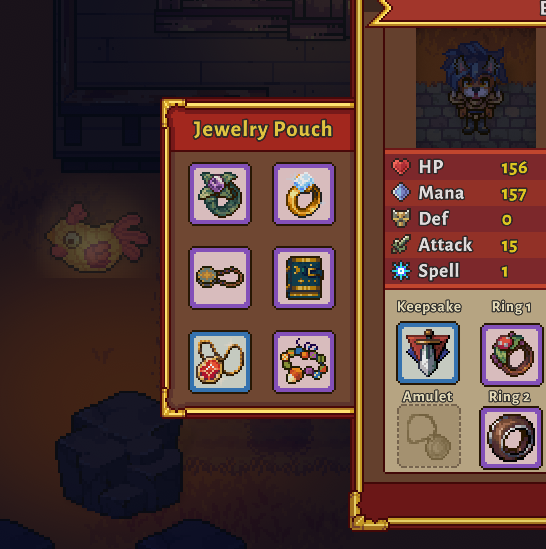 Jewelry Pouch
HP 156
Mana 157
Def 0
Attack 15
Spell 1
Keepsake Ring 1
Amulet Ring 2